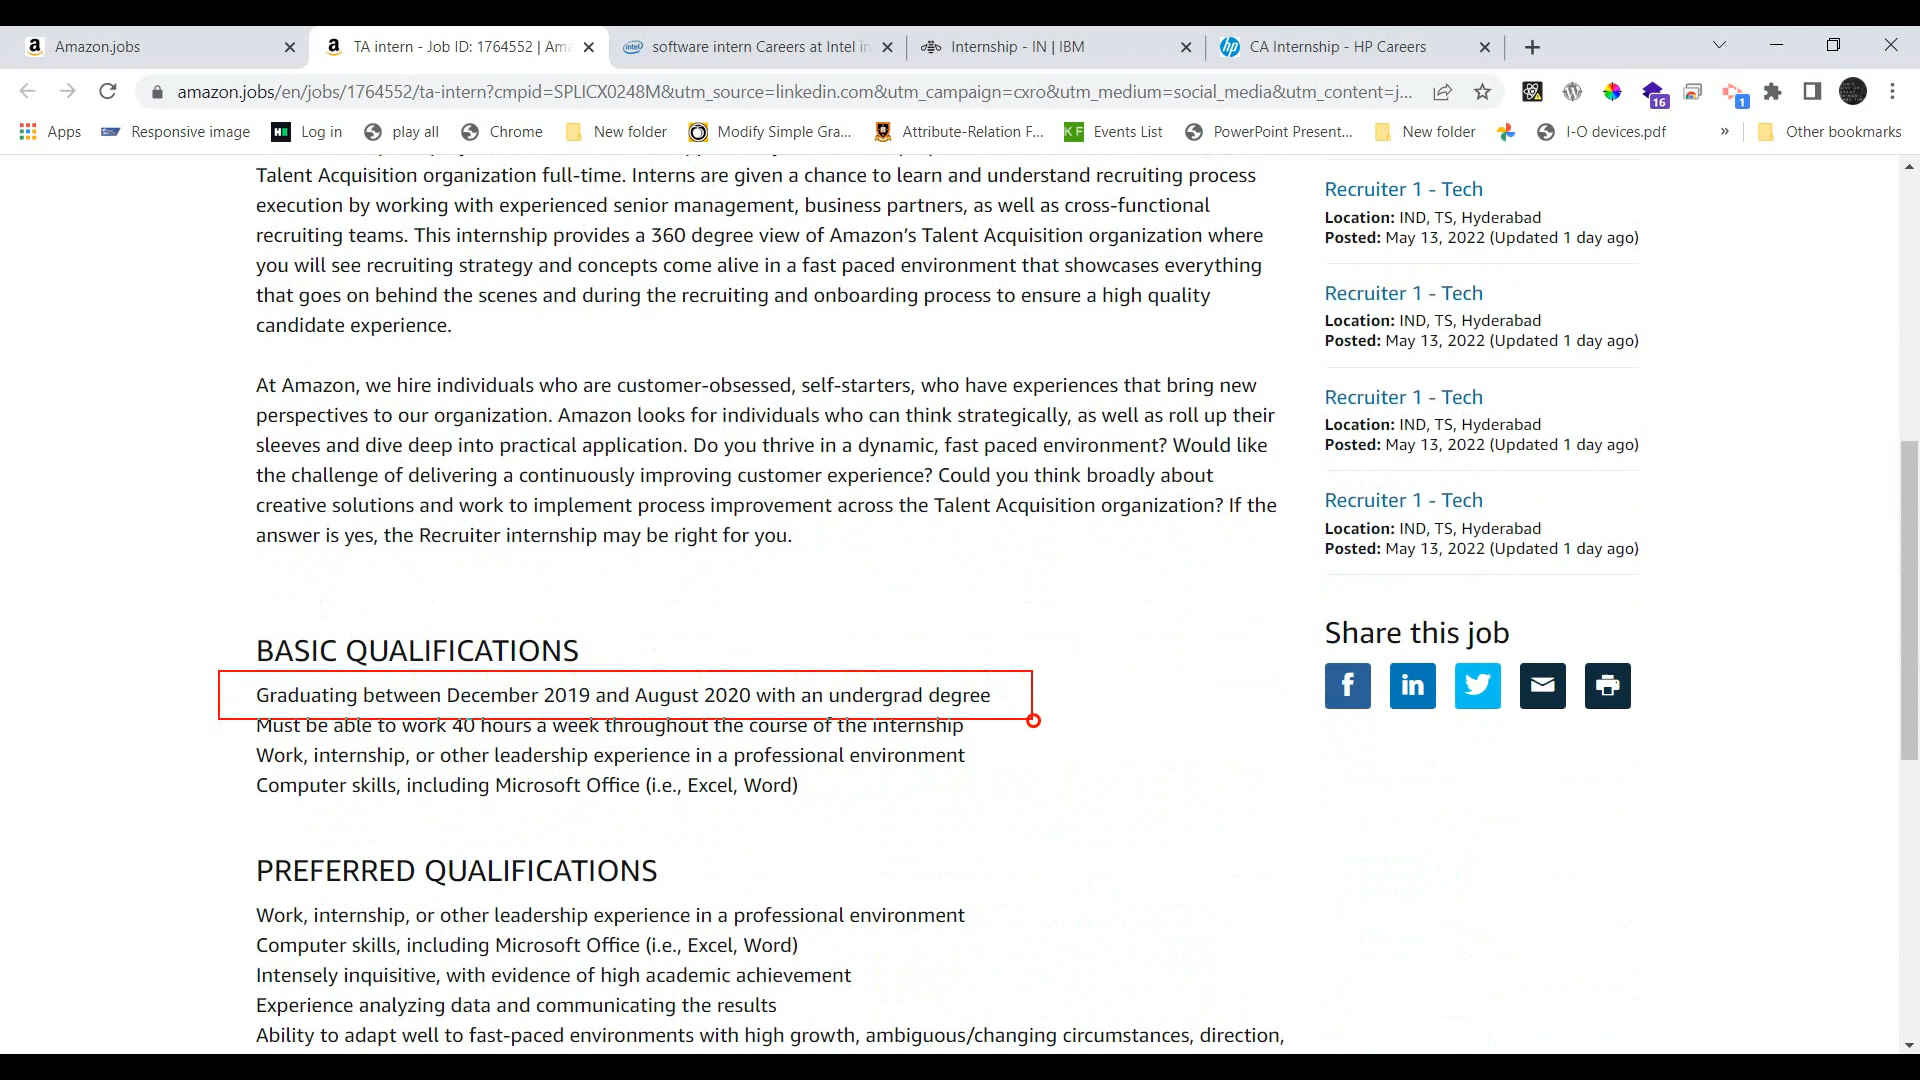 Amazon.jobs
TA intern - Job ID: 1764552 | Ama
software intern Careers at Intel in
Internship - IN | IBM
CA Internship - HP Careers
amazon.jobs/en/jobs/1764552/ta-intern?cmpid=SPLICX0248M&utm_source=linkedin.com&utm_campaign=cxro&utm_medium=social_media&utm_content=j...
16
1
Apps
Responsive image
Log in
play all
Chrome
New folder
Modify Simple Gra...
Attribute-Relation F...
KF
Events List
PowerPoint Present...
New folder
I-O devices.pdf
»
Other bookmarks
Talent Acquisition organization full-time. Interns are given a chance to learn and understand recruiting process
execution by working with experienced senior management, business partners, as well as cross-functional
recruiting teams. This internship provides a 360 degree view of Amazon’s Talent Acquisition organization where
you will see recruiting strategy and concepts come alive in a fast paced environment that showcases everything
that goes on behind the scenes and during the recruiting and onboarding process to ensure a high quality
candidate experience.
At Amazon, we hire individuals who are customer-obsessed, self-starters, who have experiences that bring new
perspectives to our organization. Amazon looks for individuals who can think strategically, as well as roll up their
sleeves and dive deep into practical application. Do you thrive in a dynamic, fast paced environment? Would like
the challenge of delivering a continuously improving customer experience? Could you think broadly about
creative solutions and work to implement process improvement across the Talent Acquisition organization? If the
answer is yes, the Recruiter internship may be right for you.
BASIC QUALIFICATIONS
Graduating between December 2019 and August 2020 with an undergrad degree
Must be able to work 40 hours a week throughout the course of the internship
Work, internship, or other leadership experience in a professional environment
Computer skills, including Microsoft Office (i.e., Excel, Word)
PREFERRED QUALIFICATIONS
Work, internship, or other leadership experience in a professional environment
Computer skills, including Microsoft Office (i.e., Excel, Word)
Intensely inquisitive, with evidence of high academic achievement
Experience analyzing data and communicating the results
Ability to adapt well to fast-paced environments with high growth, ambiguous/changing circumstances, direction,
Recruiter 1 - Tech
Location: IND, TS, Hyderabad
Posted: May 13, 2022 (Updated 1 day ago)
Recruiter 1 - Tech
Location: IND, TS, Hyderabad
Posted: May 13, 2022 (Updated 1 day ago)
Recruiter 1 - Tech
Location: IND, TS, Hyderabad
Posted: May 13, 2022 (Updated 1 day ago)
Recruiter 1 - Tech
Location: IND, TS, Hyderabad
Posted: May 13, 2022 (Updated 1 day ago)
Share this job